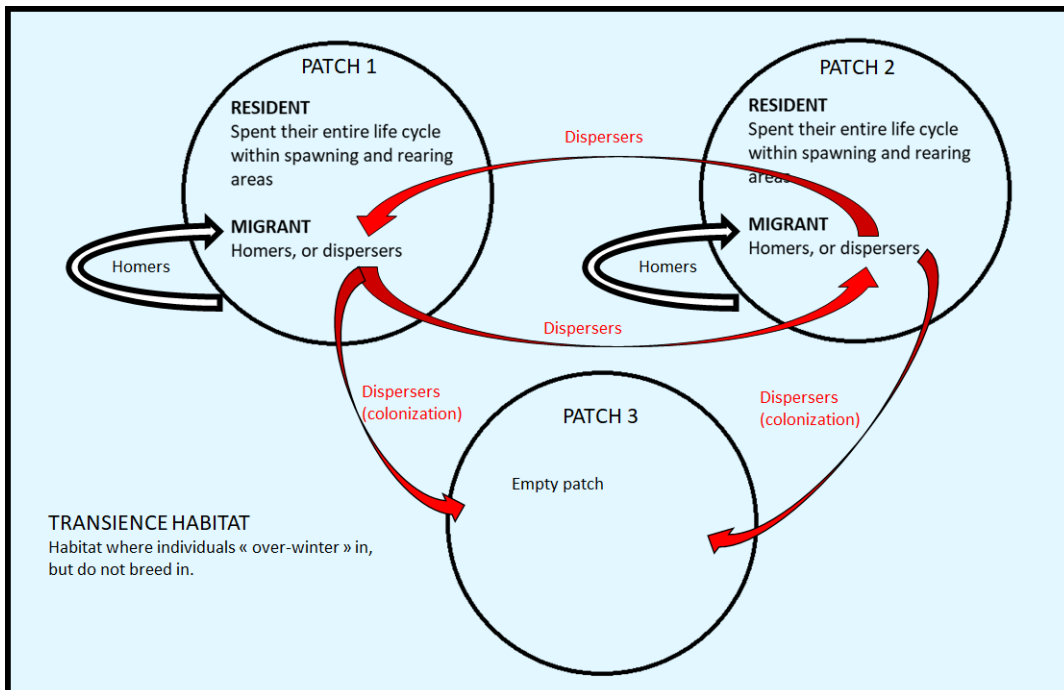 PATCH 1
RESIDENT
Spent their entire life cycle
within spawning and rearing
areas
MIGRANT
Homers, or dispersers
Homers
Dispersers
PATCH 2
RESIDENT
Spent their entire life cycle
within spawning and rearing
areas
MIGRANT
Homers, or dispersers
Homers
Dispersers
Dispersers
(colonization)
Dispersers
(colonization)
PATCH 3
Empty patch
TRANSIENCE HABITAT
Habitat where individuals « over-winter » in,
but do not breed in.